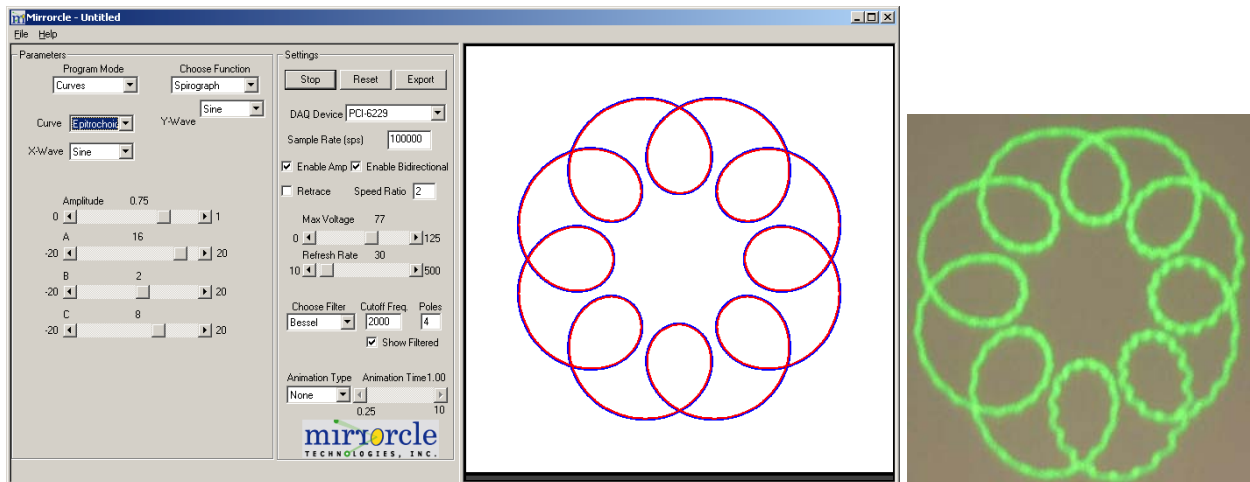 Mirrorcle - Untitled
File Help
Parameters
Program Mode Choose Function
Curves Spirograph
Sine
Curve Epitrochoid Y-Wave
X-Wave Sine
Amplitude 0.75
0 1
A 16
-20 20
B 2
-20 20
C 8
-20 20
Settings
Stop Reset Export
DAQ Device PCI-6229
Sample Rate (sps) 100000
Enable Amp Enable Bidirectional
Retrace Speed Ratio 2
Max Voltage 77
0 125
Refresh Rate 30
10 500
Choose Filter Cutoff Freq. Poles
Bessel 2000 4
Show Filtered
Animation Type Animation Time 1.00
None
0.25 10
mirrorcle
TECHNOLOGIES, INC.